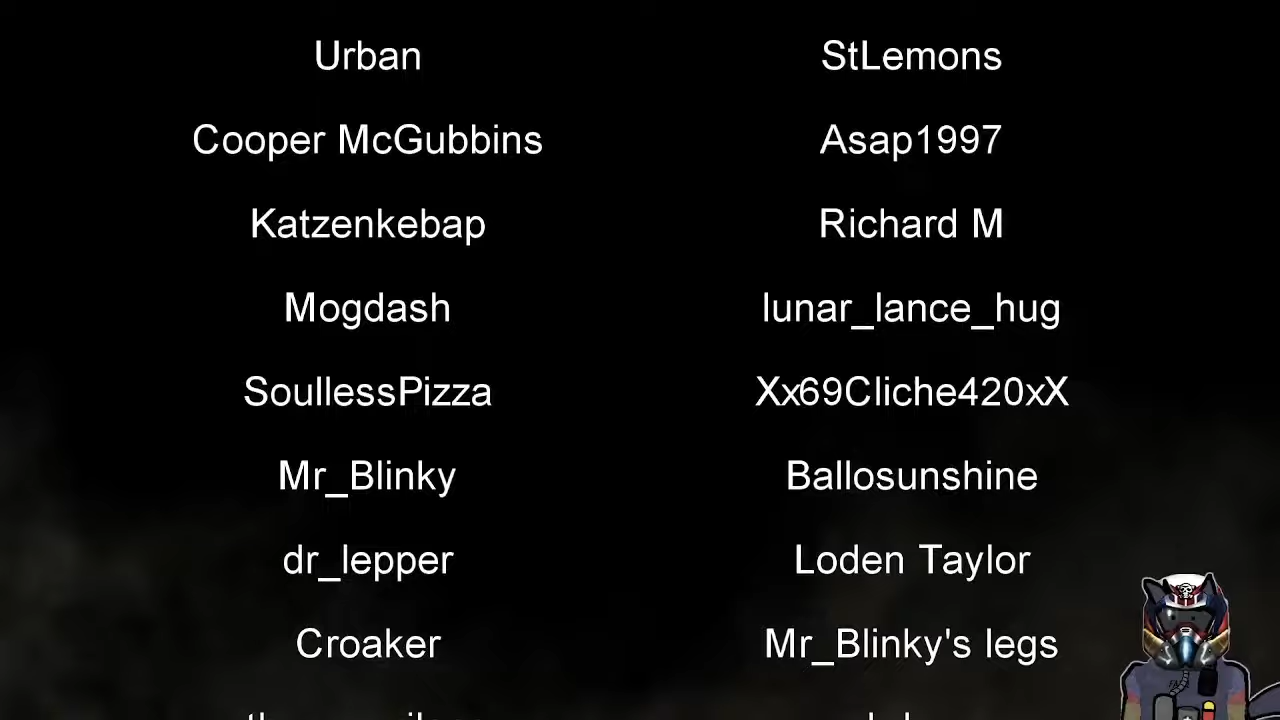 Urban
StLemons
Cooper McGubbins
Asap1997
Katzenkebap
Richard M
Mogdash
lunar_lance_hug
SoullessPizza
Xx69Cliche420xX
Mr_Blinky
Ballosunshine
dr_lepper
Loden Taylor
Croaker
Mr_Blinky's legs